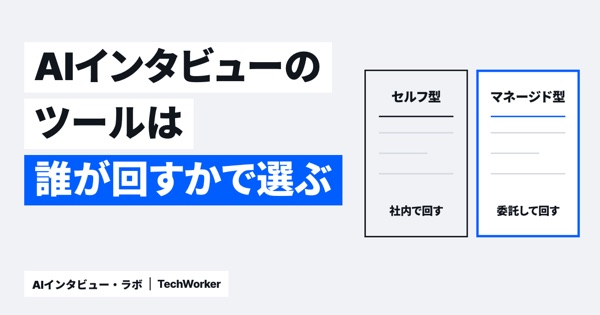 AIインタビューの
ツールは
誰が回すかで選ぶ
セルフ型
社内で回す
マネージド型
委託して回す
AIインタビュー・ラボ | TechWorker